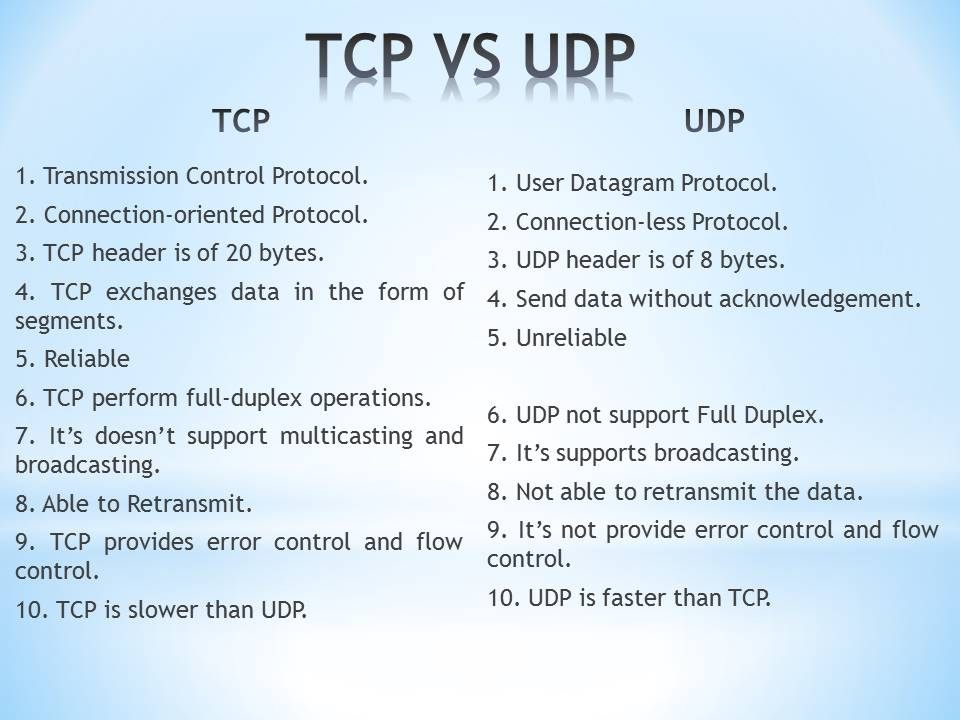 TCP VS UDP
TCP
1. Transmission Control Protocol.
2. Connection-oriented Protocol.
3. TCP header is of 20 bytes.
4. TCP exchanges data in the form of
segments.
5. Reliable
6. TCP perform full-duplex operations.
7. It’s doesn’t support multicasting and
broadcasting.
8. Able to Retransmit.
9. TCP provides error control and flow
control.
10. TCP is slower than UDP.
UDP
1. User Datagram Protocol.
2. Connection-less Protocol.
3. UDP header is of 8 bytes.
4. Send data without acknowledgement.
5. Unreliable
6. UDP not support Full Duplex.
7. It’s supports broadcasting.
8. Not able to retransmit the data.
9. It’s not provide error control and flow
control.
10. UDP is faster than TCP.